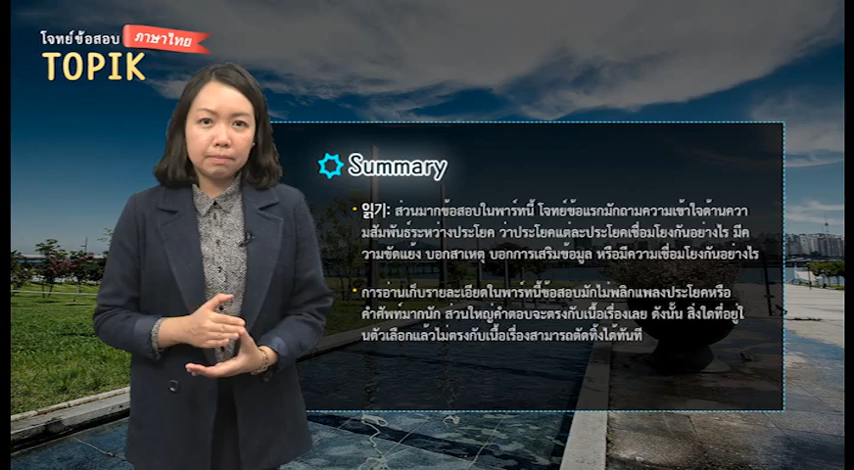 โจทย์ข้อสอบ ภาษาไทย
TOPIK
Summary
• 읽기: ส่วนมากข้อสอบในพาร์ทนี้ โจทย์ข้อแรกมักถามความเข้าใจด้านควา
มสัมพันธ์ระหว่างประโยค ว่าประโยคแต่ละประโยคเชื่อมโยงกันอย่างไร มีค
วามขัดแย้ง บอกสาเหตุ บอกการเสริมข้อมูล หรือมีความเชื่อมโยงกันอย่างไร
• การอ่านเก็บรายละเอียดในพาร์ทนี้ข้อสอบมักไม่พลิกแพลงประโยคหรือ
คำศัพท์มากนัก ส่วนใหญ่คำตอบจะตรงกับเนื้อเรื่องเลย ดังนั้น สิ่งใดที่อยู่ใ
นตัวเลือกแล้วไม่ตรงกับเนื้อเรื่องสามารถตัดทิ้งได้ทันที